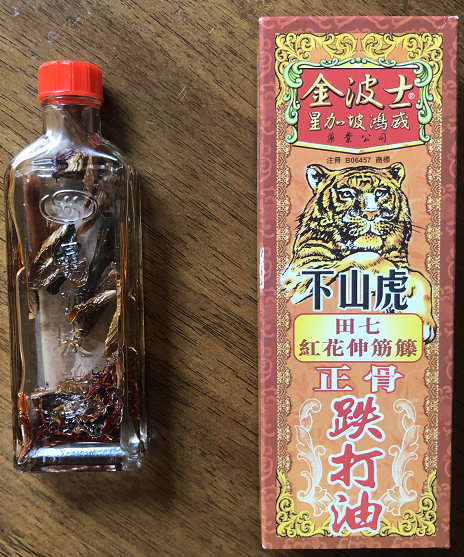 金波士®
星加坡鴻威
藥業公司
注冊 B06457 商標
下山虎
田七
紅花伸筋籐
正骨
跌打油